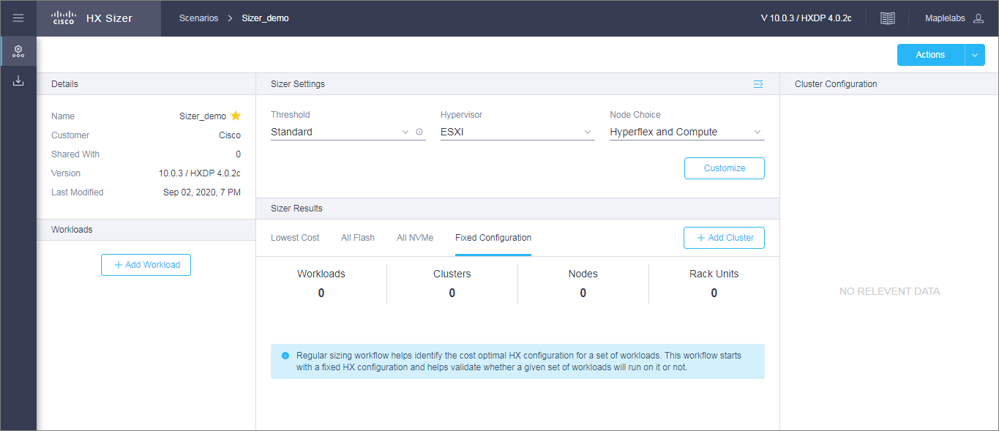 CISCO
HX Sizer
Scenarios > Sizer_demo
V 10.0.3 / HXDP 4.0.2c
Maplelabs
Actions
Details
Name Sizer_demo
Customer Cisco
Shared With 0
Version 10.0.3 / HXDP 4.0.2c
Last Modified Sep 02, 2020, 7 PM
Workloads
+ Add Workload
Sizer Settings
Threshold Hypervisor Node Choice
Standard ESXI Hyperflex and Compute
Customize
Sizer Results
Lowest Cost All Flash All NVMe Fixed Configuration
+ Add Cluster
Workloads Clusters Nodes Rack Units
0 0 0 0
Regular sizing workflow helps identify the cost optimal HX configuration for a set of workloads. This workflow starts
with a fixed HX configuration and helps validate whether a given set of workloads will run on it or not.
Cluster Configuration
NO RELEVENT DATA